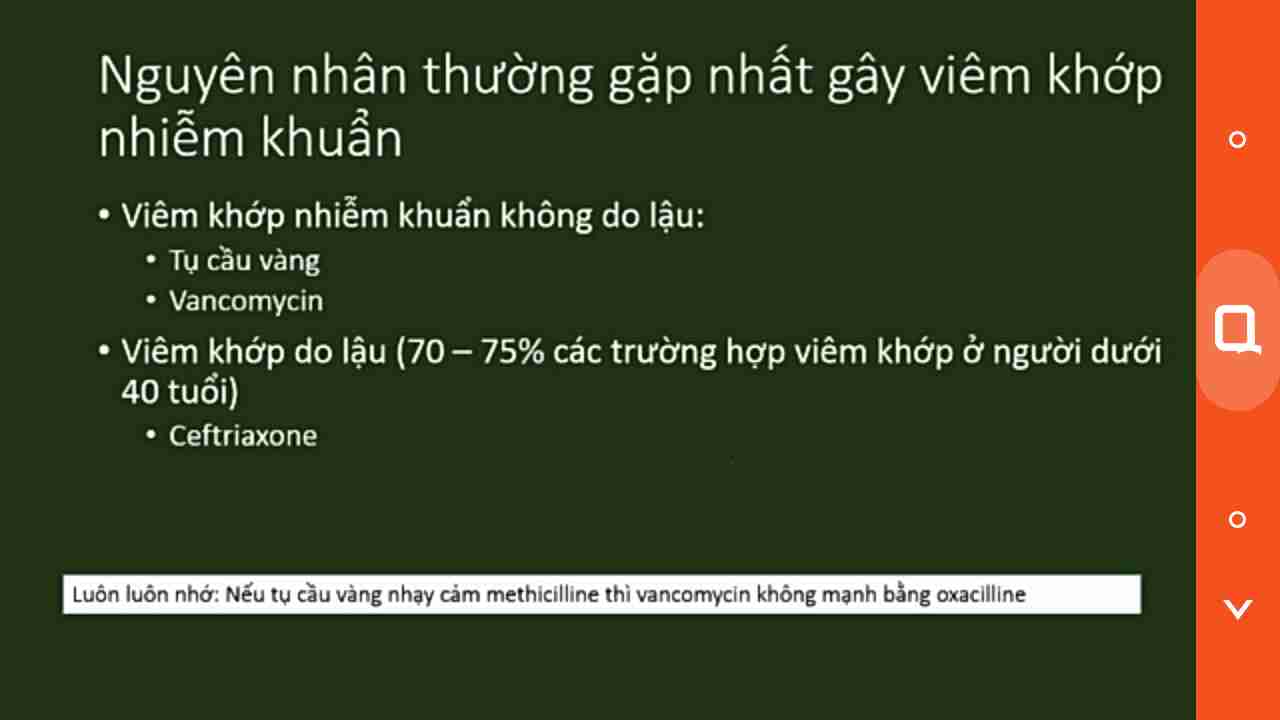 Nguyên nhân thường gặp nhất gây viêm khớp
nhiễm khuẩn
• Viêm khớp nhiễm khuẩn không do lậu:
• Tụ cầu vàng
• Vancomycin
• Viêm khớp do lậu (70 – 75% các trường hợp viêm khớp ở người dưới
40 tuổi)
• Ceftriaxone
Luôn luôn nhớ: Nếu tụ cầu vàng nhạy cảm methicilline thì vancomycin không mạnh bằng oxacilline